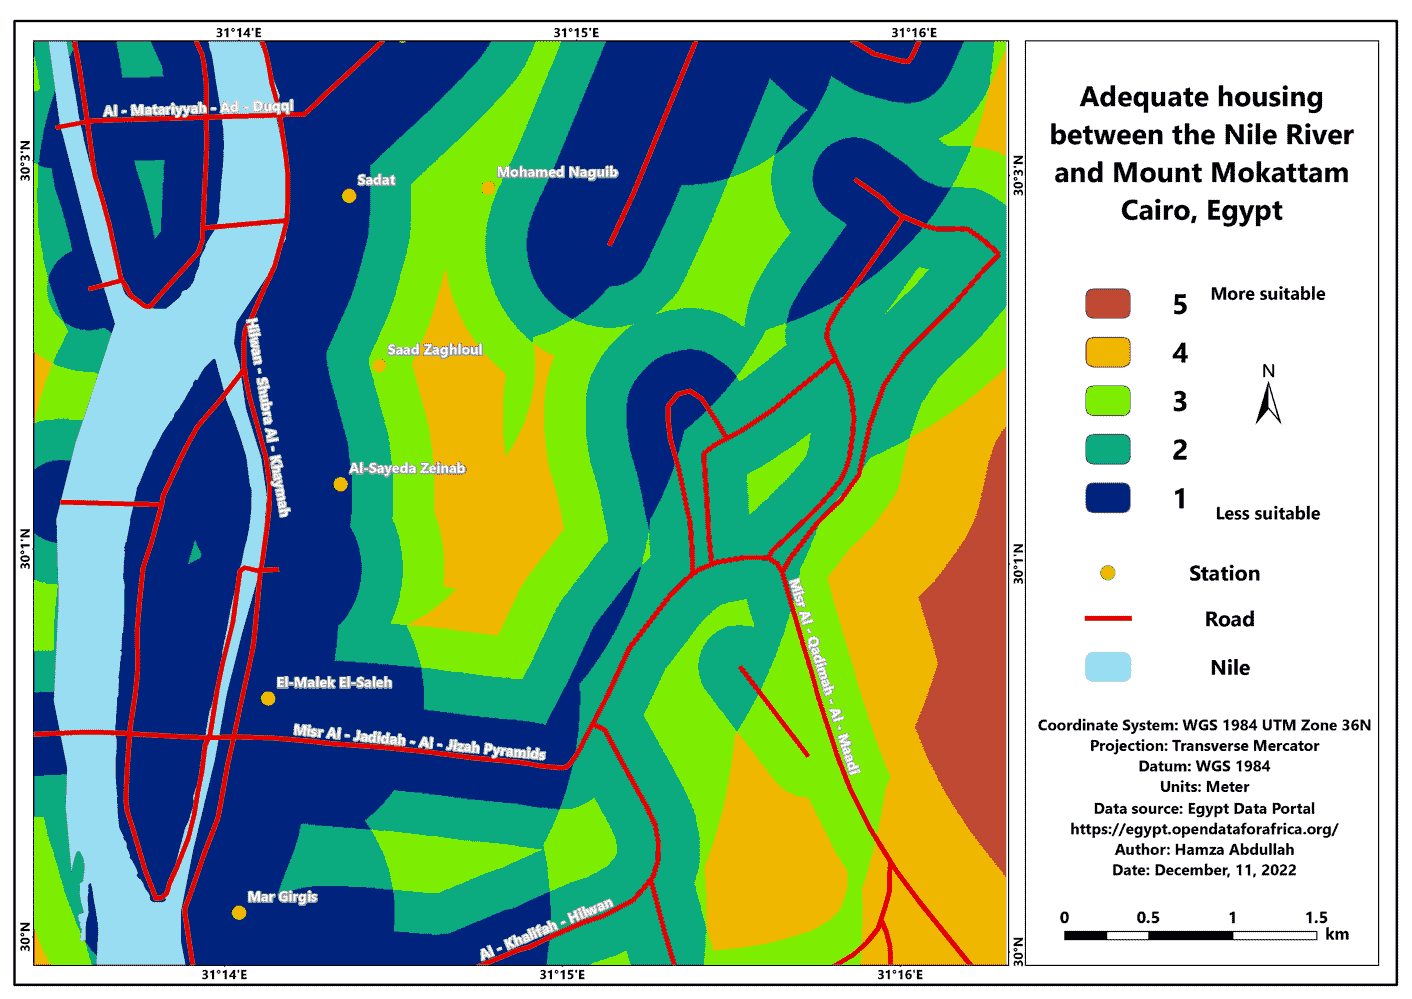 31°14'E
31°15'E
31°16'E
30°3'N
30°3'N
Al - Matariyyah - Ad - Duqqi
Sadat
Mohamed Naguib
Hilwan - Shubra Al - Khaymah
Saad Zaghloul
Al-Sayeda Zeinab
30°1'N
30°1'N
Misr Al - Qadimah - Al - Maadi
El-Malek El-Saleh
Misr Al - Jadidah - Al - Jizah Pyramids
Mar Girgis
Al - Khalifah - Hilwan
30°N
30°N
31°14'E
31°15'E
31°16'E
Adequate housing
between the Nile River
and Mount Mokattam
Cairo, Egypt
5 More suitable
4
3
2
1 Less suitable
N
Station
Road
Nile
Coordinate System: WGS 1984 UTM Zone 36N
Projection: Transverse Mercator
Datum: WGS 1984
Units: Meter
Data source: Egypt Data Portal
https://egypt.opendataforafrica.org/
Author: Hamza Abdullah
Date: December, 11, 2022
0 0.5 1 1.5
km